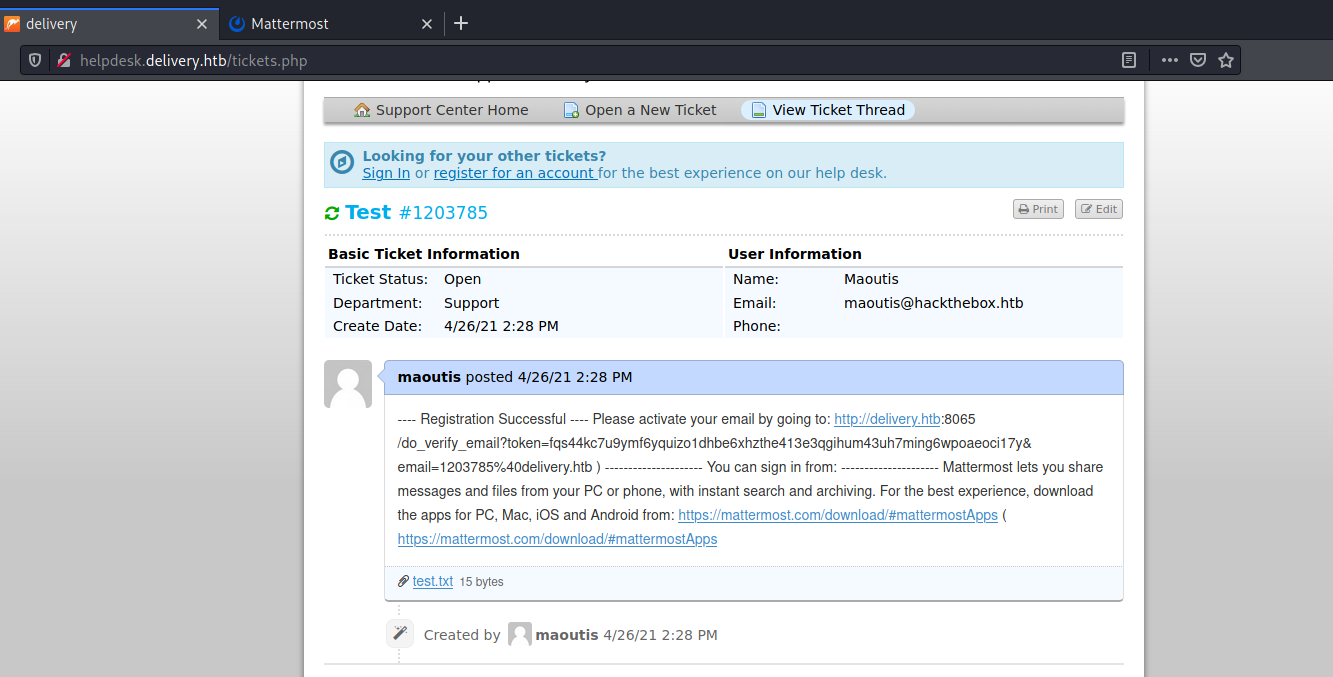 delivery
Mattermost
helpdesk.delivery.htb/tickets.php
Support Center Home
Open a New Ticket
View Ticket Thread
Looking for your other tickets?
Sign In or register for an account for the best experience on our help desk.
Test #1203785
Print
Edit
Basic Ticket Information
Ticket Status: Open
Department: Support
Create Date: 4/26/21 2:28 PM
User Information
Name: Maoutis
Email: maoutis@hackthebox.htb
Phone:
maoutis posted 4/26/21 2:28 PM
---- Registration Successful ---- Please activate your email by going to: http://delivery.htb:8065
/do_verify_email?token=fqs44kc7u9ymf6yquizo1dhbe6xhzthe413e3qgihum43uh7ming6wpoaeoci17y&
email=1203785%40delivery.htb ) --------------------- You can sign in from: --------------------- Mattermost lets you share
messages and files from your PC or phone, with instant search and archiving. For the best experience, download
the apps for PC, Mac, iOS and Android from: https://mattermost.com/download/#mattermostApps (
https://mattermost.com/download/#mattermostApps
test.txt 15 bytes
Created by maoutis 4/26/21 2:28 PM